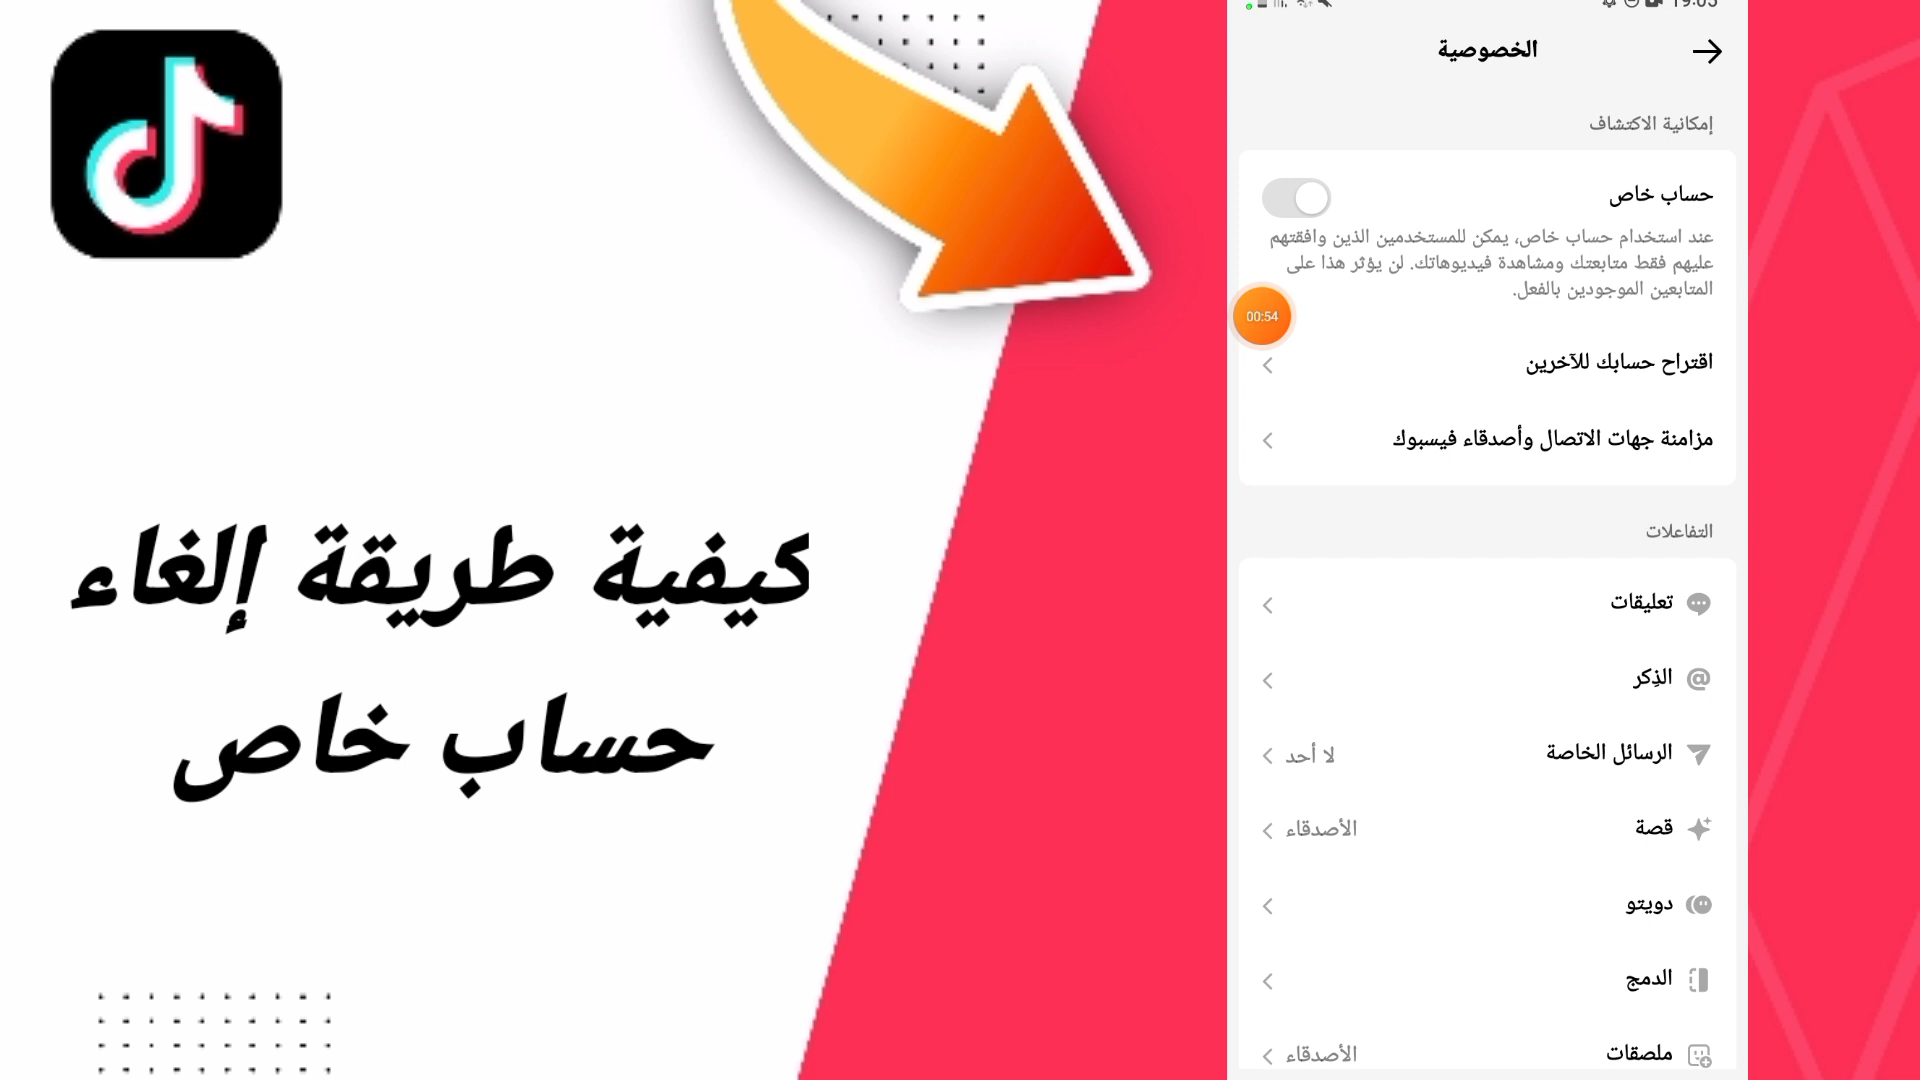 كيفية طريقة إلغاء
حساب خاص
الخصوصية
إمكانية الاكتشاف
حساب خاص
عند استخدام حساب خاص، يمكن للمستخدمين الذين وافقتهم
عليهم فقط متابعتك ومشاهدة فيديوهاتك. لن يؤثر هذا على
المتابعين الموجودين بالفعل.
00:54
اقتراح حسابك للآخرين
مزامنة جهات الاتصال وأصدقاء فيسبوك
التفاعلات
تعليقات
الذِكر
الرسائل الخاصة لا أحد
قصة الأصدقاء
دويتو
الدمج
ملصقات الأصدقاء